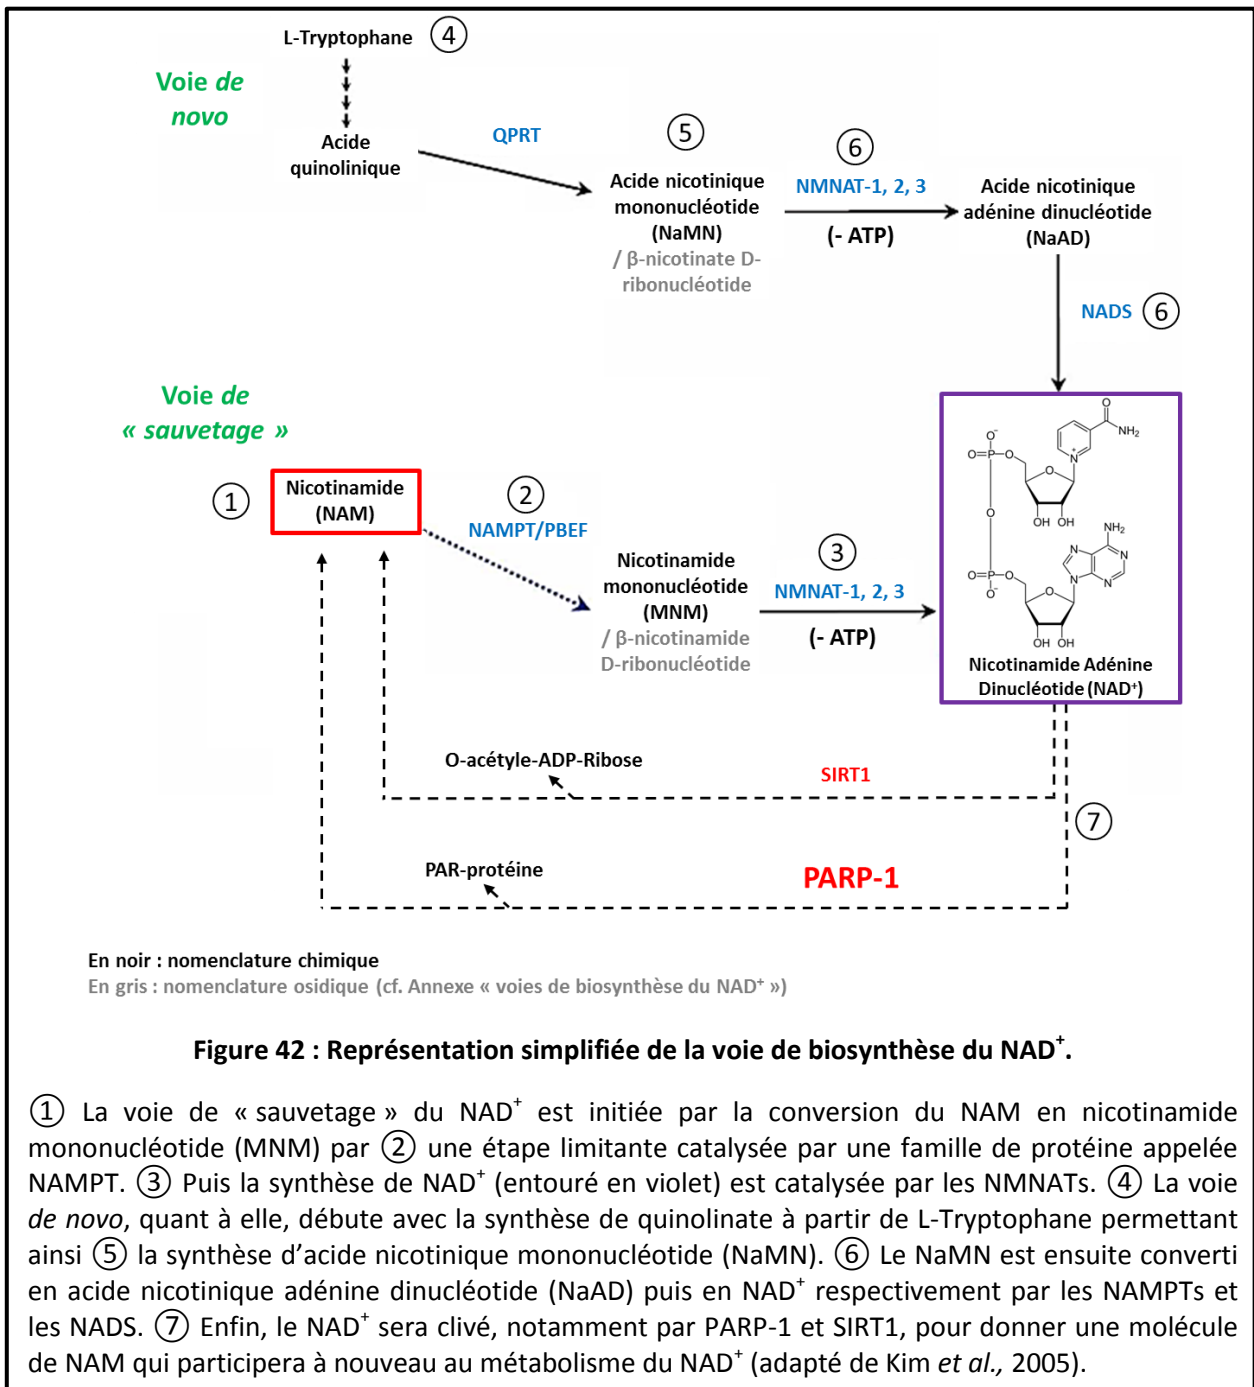 L-Tryptophane
④
Voie de
novo
Acide
quinolinique
QPRT
⑤
Acide nicotinique
mononucléotide
(NaMN)
/ β-nicotinate D-
ribonucléotide
⑥
NMNAT-1, 2, 3
(- ATP)
Acide nicotinique
adénine dinucléotide
(NaAD)
NADS ⑥
Voie de
« sauvetage »
①
Nicotinamide
(NAM)
②
NAMPT/PBEF
Nicotinamide
mononucléotide
(MNM)
/ β-nicotinamide
D-ribonucléotide
③
NMNAT-1, 2, 3
(- ATP)
O
NH₂
O⁻
O=P–O
O
N⁺
O
OH OH
O
NH₂
N
N
N
N
O=P–O
O⁻
O
OH OH
Nicotinamide Adénine
Dinucléotide (NAD⁺)
O-acétyle-ADP-Ribose
SIRT1
⑦
PAR-protéine
PARP-1
En noir : nomenclature chimique
En gris : nomenclature osidique (cf. Annexe « voies de biosynthèse du NAD⁺ »)
Figure 42 : Représentation simplifiée de la voie de biosynthèse du NAD⁺.
① La voie de « sauvetage » du NAD⁺ est initiée par la conversion du NAM en nicotinamide
mononucléotide (MNM) par ② une étape limitante catalysée par une famille de protéine appelée
NAMPT. ③ Puis la synthèse de NAD⁺ (entouré en violet) est catalysée par les NMNATs. ④ La voie
de novo, quant à elle, débute avec la synthèse de quinolinate à partir de L-Tryptophane permettant
ainsi ⑤ la synthèse d'acide nicotinique mononucléotide (NaMN). ⑥ Le NaMN est ensuite converti
en acide nicotinique adénine dinucléotide (NaAD) puis en NAD⁺ respectivement par les NAMPTs et
les NADS. ⑦ Enfin, le NAD⁺ sera clivé, notamment par PARP-1 et SIRT1, pour donner une molécule
de NAM qui participera à nouveau au métabolisme du NAD⁺ (adapté de Kim et al., 2005).